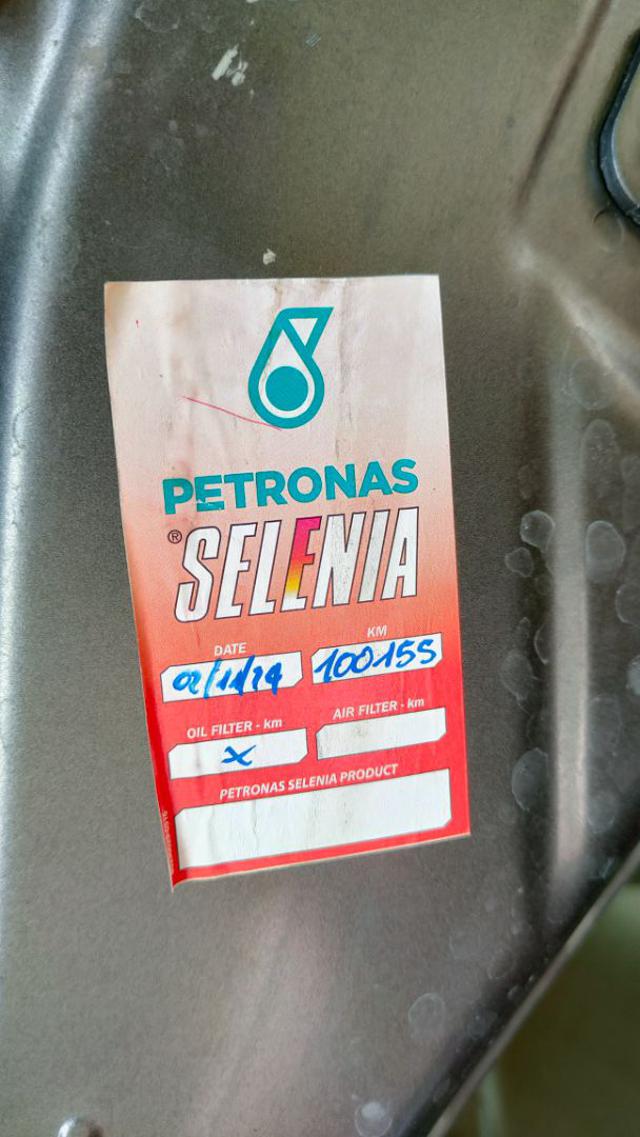 PETRONAS
®SELENIA
DATE KM
100155
OIL FILTER - km AIR FILTER - km
x
PETRONAS SELENIA PRODUCT